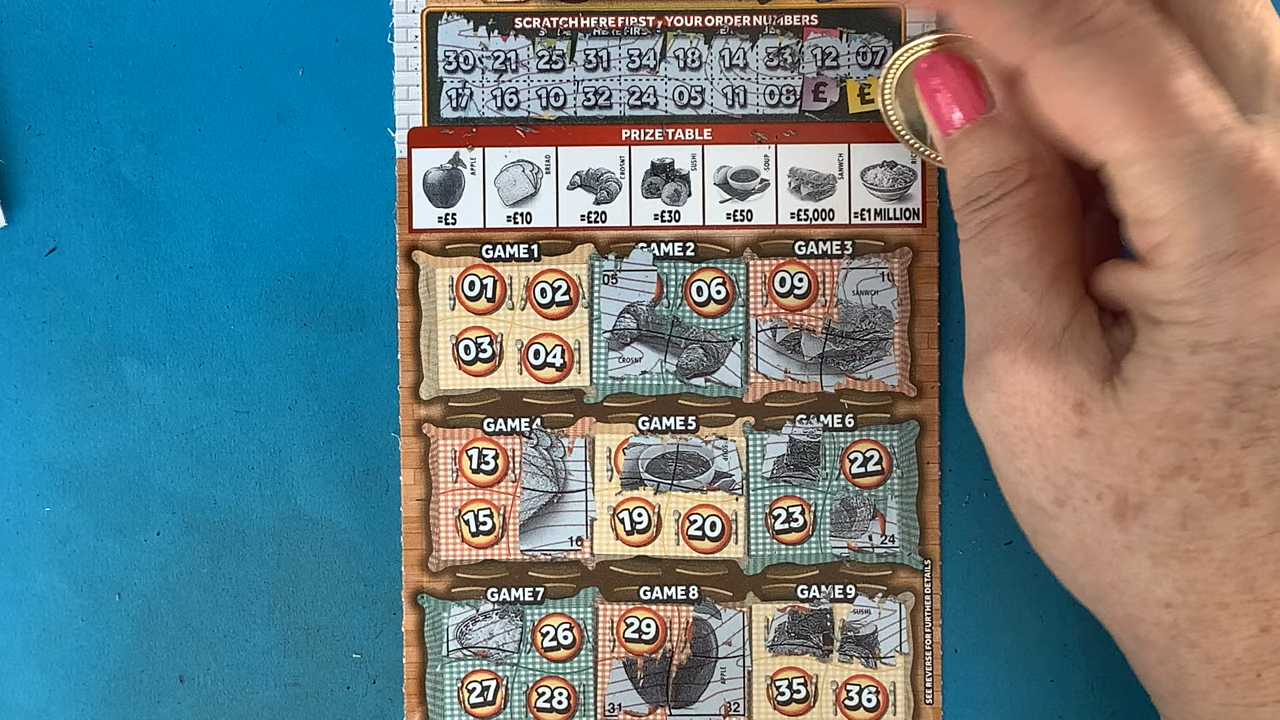 SCRATCH HERE FIRST, YOUR ORDER NUMBERS
30 21 25 31 34 18 14 33 12 07
17 16 10 32 24 05 11 08 £ £
PRIZE TABLE
APPLE BREAD CROSNT SUSHI SOUP SANWCH
=£5 =£10 =£20 =£30 =£50 =£5,000 =£1 MILLION
GAME 1 GAME 2 GAME 3
01 02 05 06 09 10
SANWCH
03 04 CROSNT
GAME 4 GAME 5 GAME 6
13 22
15 16 19 20 23 24
GAME 7 GAME 8 GAME 9
26 29 SUSHI
APPLE
27 28 31 32 35 36
SEE REVERSE FOR FURTHER DETAILS